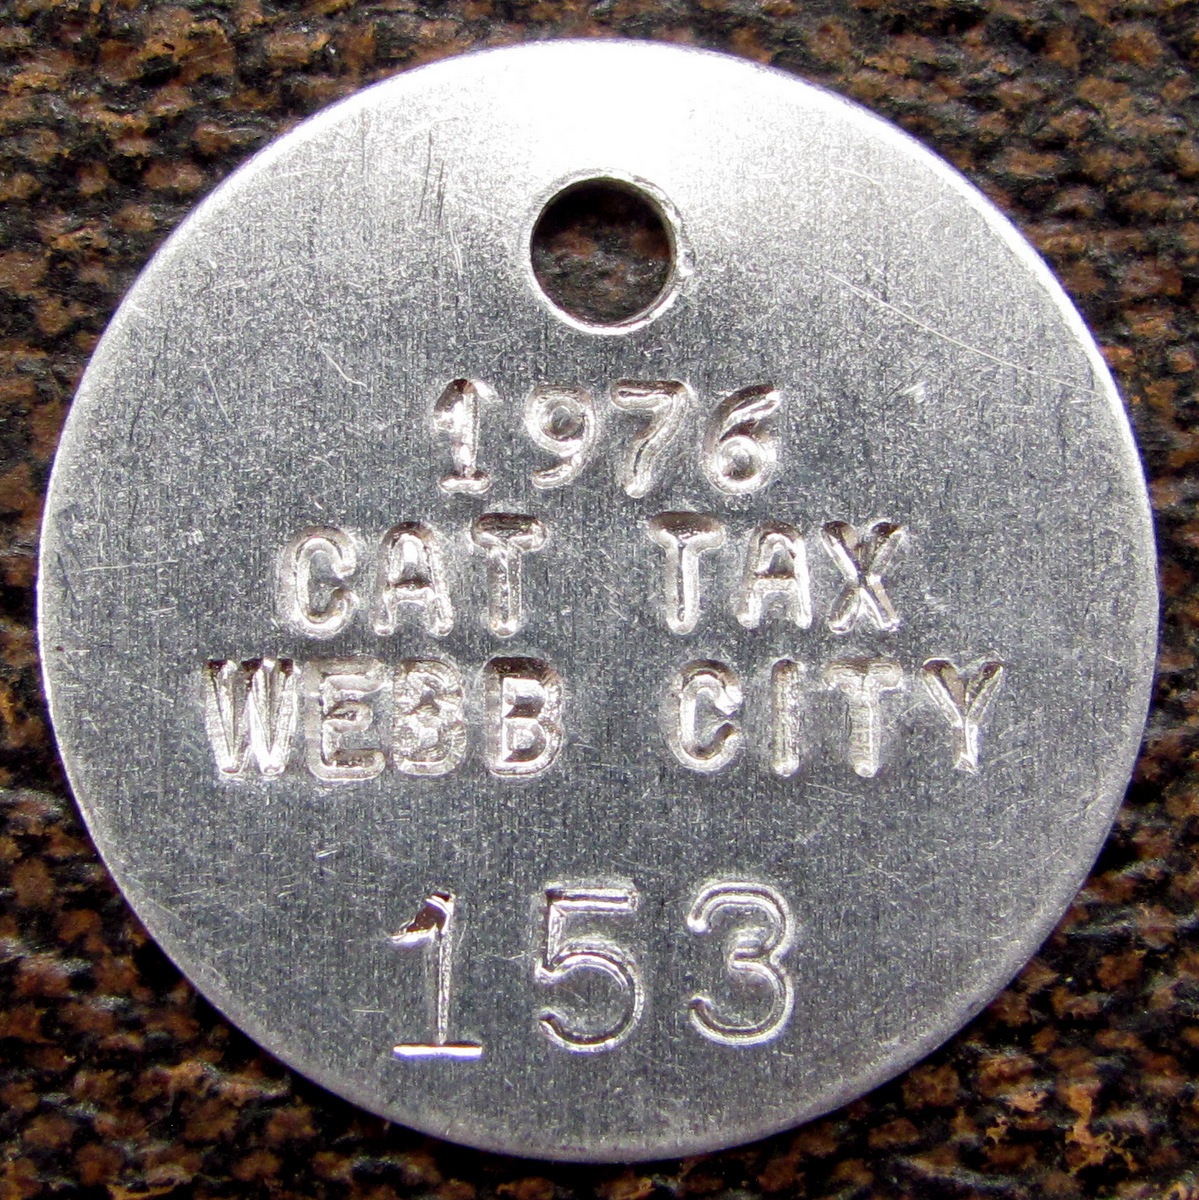 1976
CAT TAX
WEBB CITY
153